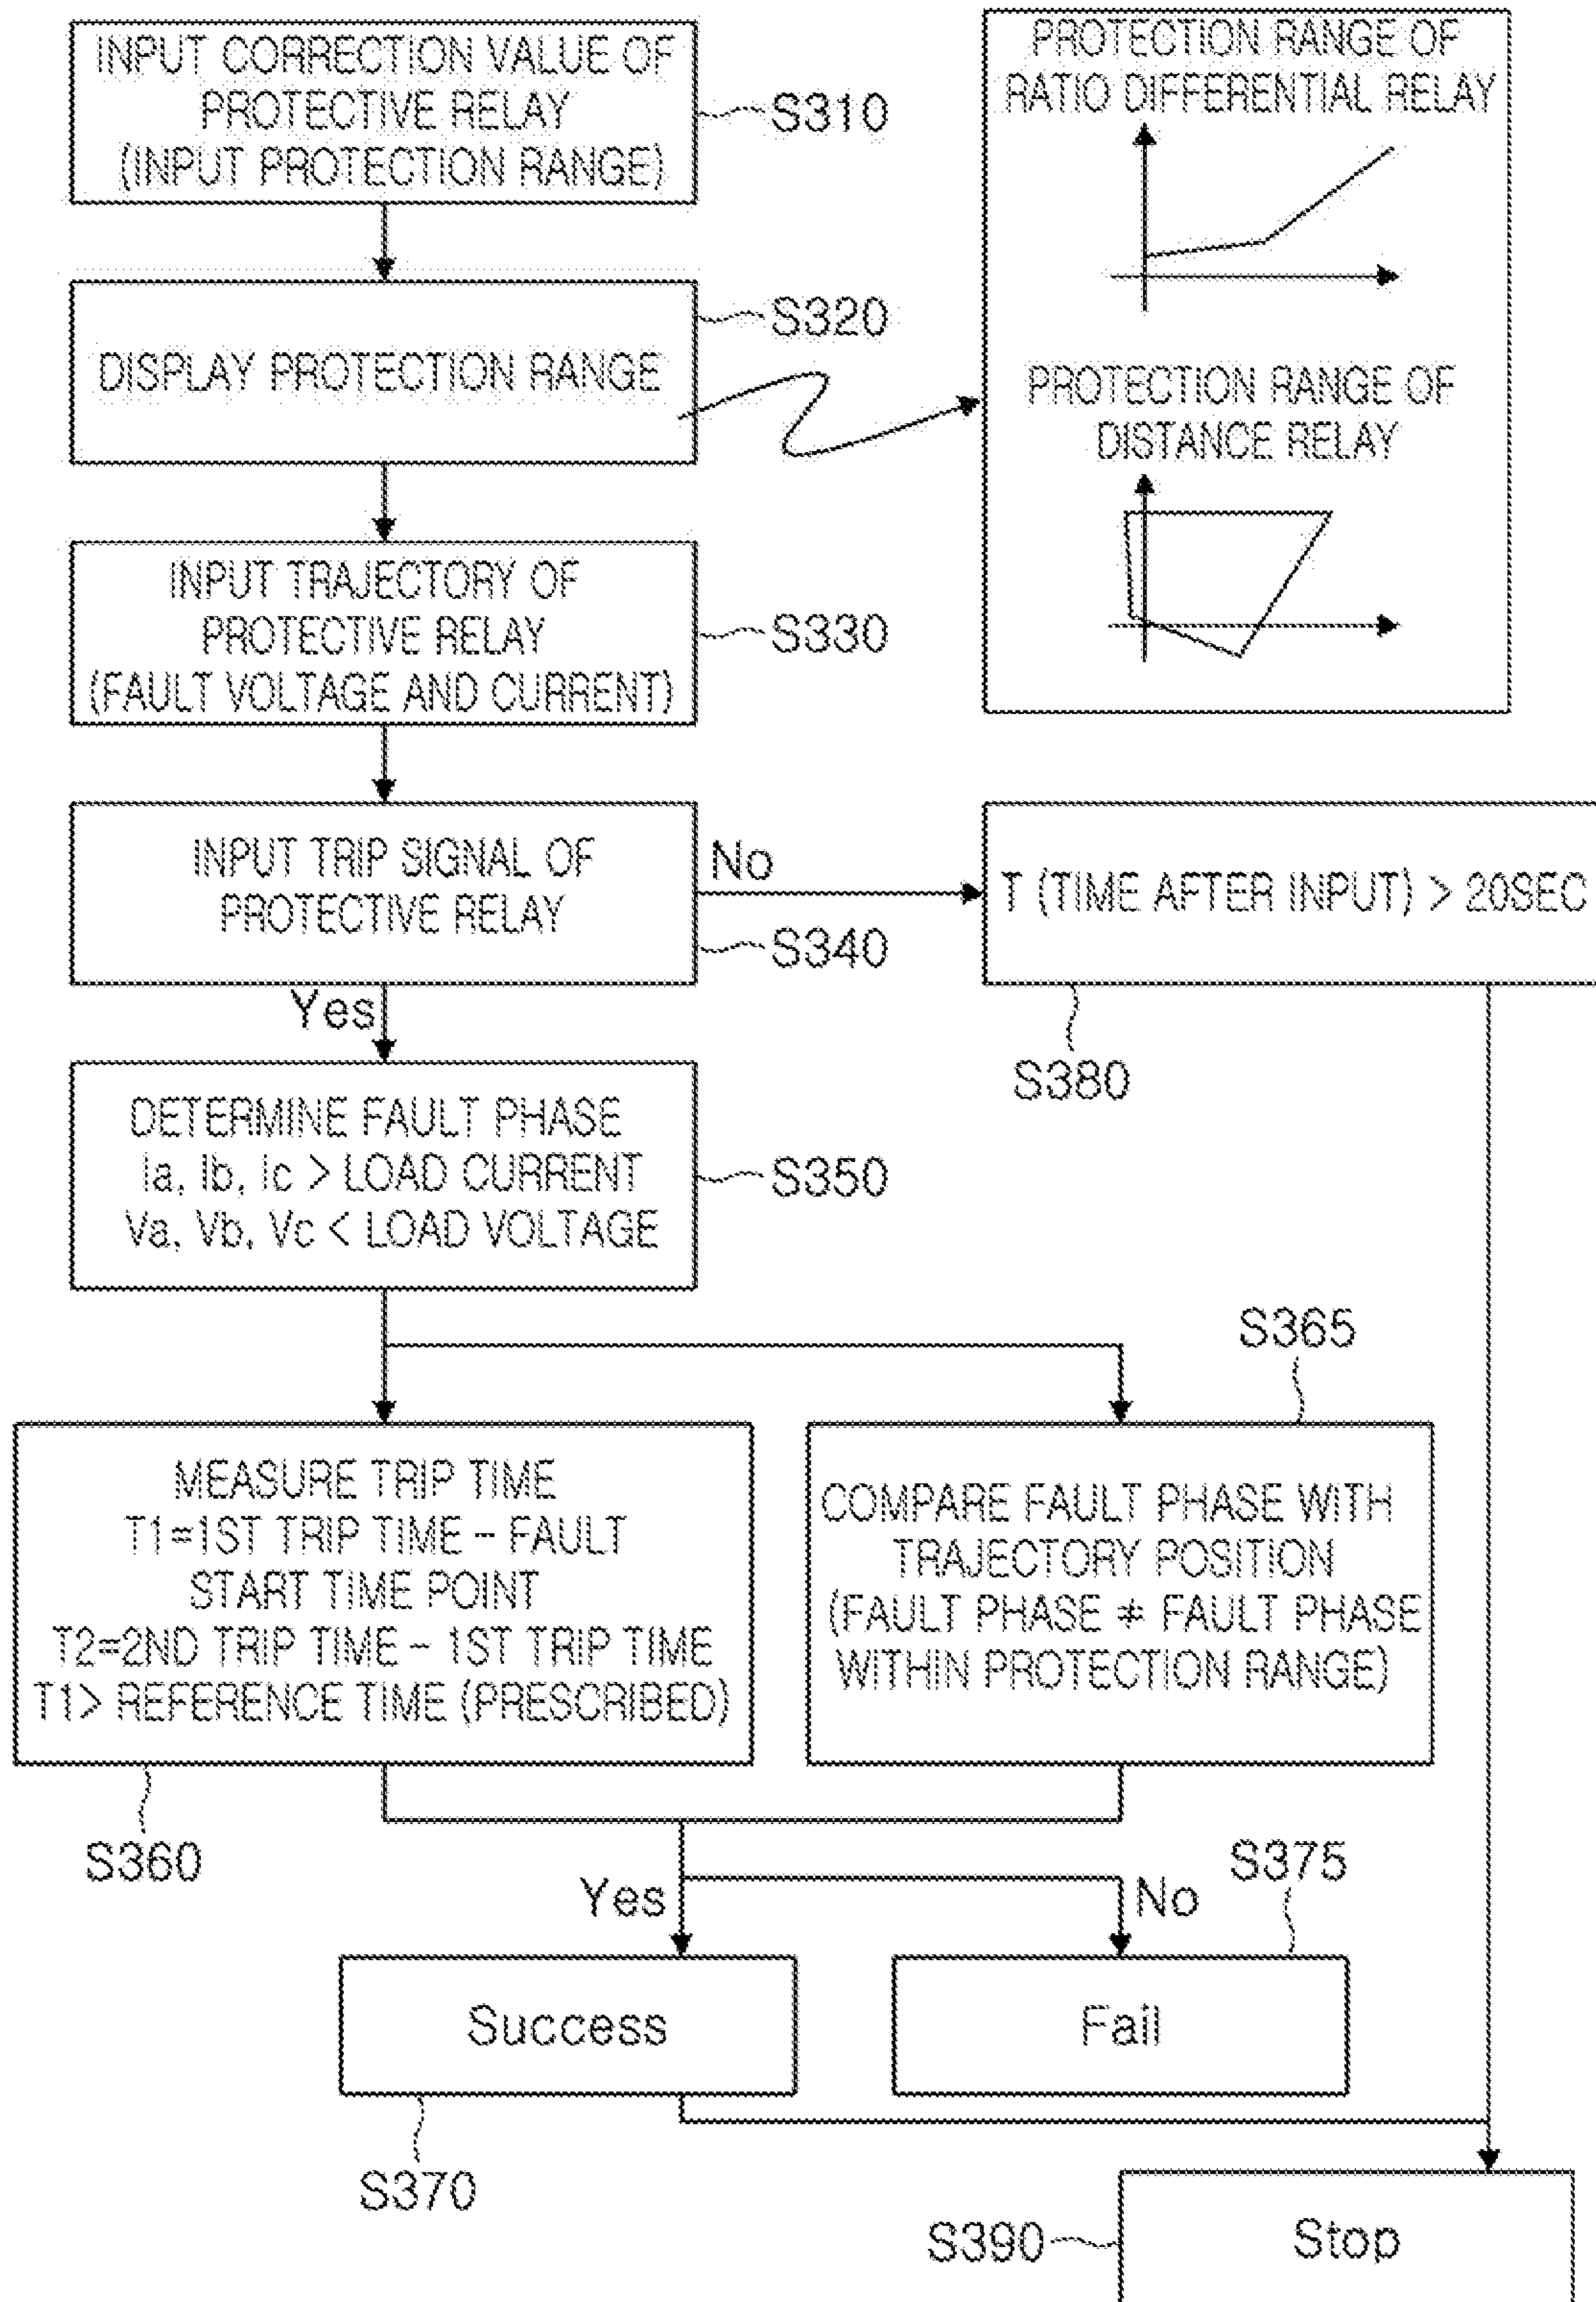 INPUT CORRECTION VALUE OF
PROTECTIVE RELAY
(INPUT PROTECTION RANGE)
S310
PROTECTION RANGE OF
RATIO DIFFERENTIAL RELAY
S320
DISPLAY PROTECTION RANGE
PROTECTION RANGE OF
DISTANCE RELAY
INPUT TRAJECTORY OF
PROTECTIVE RELAY
(FAULT VOLTAGE AND CURRENT)
S330
INPUT TRIP SIGNAL OF
PROTECTIVE RELAY
No
S340
T (TIME AFTER INPUT) > 20SEC
S380
Yes
DETERMINE FAULT PHASE
Ia, Ib, Ic > LOAD CURRENT
Va, Vb, Vc < LOAD VOLTAGE
S350
S365
MEASURE TRIP TIME
T1=1ST TRIP TIME - FAULT
START TIME POINT
T2=2ND TRIP TIME - 1ST TRIP TIME
T1> REFERENCE TIME (PRESCRIBED)
COMPARE FAULT PHASE WITH
TRAJECTORY POSITION
(FAULT PHASE ≠ FAULT PHASE
WITHIN PROTECTION RANGE)
S360
S375
Yes
No
Success
Fail
S370
S390
Stop